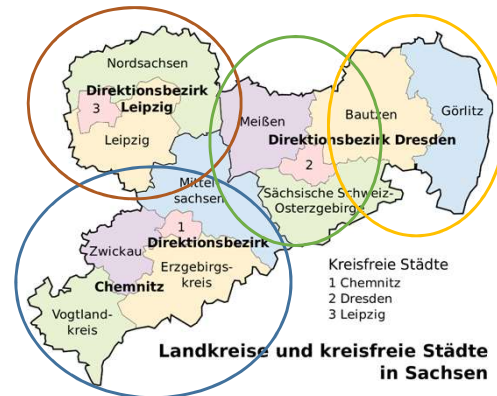 Nordsachsen
Direktionsbezirk
Leipzig
3
Leipzig
Meißen
Bautzen
Görlitz
Direktionsbezirk Dresden
2
Mittel-
sachsen
Sächsische Schweiz-
Osterzgebirge
1
Direktionsbezirk
Zwickau
Erzgebirgs-
kreis
Chemnitz
Vogtland-
kreis
Kreisfreie Städte
1 Chemnitz
2 Dresden
3 Leipzig
Landkreise und kreisfreie Städte
in Sachsen